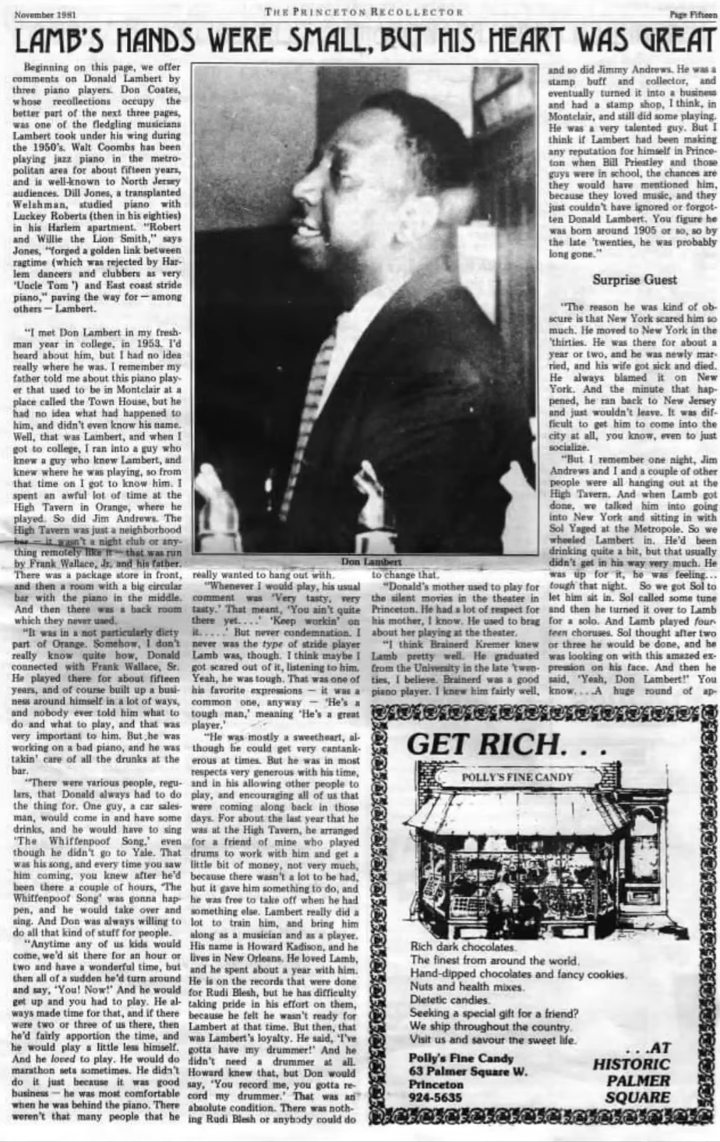 November 1981
THE PRINCETON RECOLLECTOR
Page Fifteen
LAMB'S HANDS WERE SMALL, BUT HIS HEART WAS GREAT
Beginning on this page, we offer
comments on Donald Lambert by
three piano players. Don Coates,
whose recollections occupy the
better part of the next three pages,
was one of the fledgling musicians
Lambert took under his wing during
the 1950's. Walt Coombs has been
playing jazz piano in the metro-
politan area for about fifteen years,
and is well-known to North Jersey
audiences. Dill Jones, a transplanted
Welshman, studied piano with
Luckey Roberts (then in his eighties)
in his Harlem apartment. "Robert
and Willie the Lion Smith," says
Jones, "forged a golden link between
ragtime (which was rejected by Har-
lem dancers and clubbers as very
'Uncle Tom') and East coast stride
piano," paving the way for — among
others — Lambert.
"I met Don Lambert in my fresh-
man year in college, in 1953. I'd
heard about him, but I had no idea
really where he was. I remember my
father told me about this piano play-
er that used to be in Montclair at a
place called the Town House, but he
had no idea what had happened to
him, and didn't even know his name.
Well, that was Lambert, and when I
got to college, I ran into a guy who
knew a guy who knew Lambert, and
knew where he was playing, so from
that time on I got to know him. I
spent an awful lot of time at the
High Tavern in Orange, where he
played. So did Jim Andrews. The
High Tavern was just a neighborhood
bar — it wasn't a night club or any-
thing remotely like it — that was run
by Frank Wallace, Jr. and his father.
There was a package store in front,
and then a room with a big circular
bar with the piano in the middle.
And then there was a back room
which they never used.
"It was in a not particularly dirty
part of Orange. Somehow, I don't
really know quite how, Donald
connected with Frank Wallace, Sr.
He played there for about fifteen
years, and of course built up a busi-
ness around himself in a lot of ways,
and nobody ever told him what to
do and what to play, and that was
very important to him. But he was
working on a bad piano, and he was
takin' care of all the drunks at the
bar.
"There were various people, regu-
lars, that Donald always had to do
the thing for. One guy, a car sales-
man, would come in and have some
drinks, and he would have to sing
'The Whiffenpoof Song,' even
though he didn't go to Yale. That
was his song, and every time you saw
him coming, you knew after he'd
been there a couple of hours, 'The
Whiffenpoof Song' was gonna hap-
pen, and he would take over and
sing. And Don was always willing to
do all that kind of stuff for people.
"Anytime any of us kids would
come, we'd sit there for an hour or
two and have a wonderful time, but
then all of a sudden he'd turn around
and say, 'You! Now!' And he would
get up and you had to play. He al-
ways made time for that, and if there
were two or three of us there, then
he'd fairly apportion the time, and
he would play a little less himself.
And he loved to play. He would do
marathon sets sometimes. He didn't
do it just because it was good
business — he was most comfortable
when he was behind the piano. There
weren't that many people that he
Don Lambert
really wanted to hang out with.
"Whenever I would play, his usual
comment was 'Very tasty, very
tasty.' That meant, 'You ain't quite
there yet....' 'Keep workin' on
it.....' But never condemnation. I
never was the type of stride player
Lamb was, though. I think maybe I
got scared out of it, listening to him.
Yeah, he was tough. That was one of
his favorite expressions — it was a
common one, anyway — 'He's a
tough man,' meaning 'He's a great
player.'
"He was mostly a sweetheart, al-
though he could get very cantank-
erous at times. But he was in most
respects very generous with his time,
and in his allowing other people to
play, and encouraging all of us that
were coming along back in those
days. For about the last year that he
was at the High Tavern, he arranged
for a friend of mine who played
drums to work with him and get a
little bit of money, not very much,
because there wasn't a lot to be had,
but it gave him something to do, and
he was free to take off when he had
something else. Lambert really did a
lot to train him, and bring him
along as a musician and as a player.
His name is Howard Kadison, and he
lives in New Orleans. He loved Lamb,
and he spent about a year with him.
He is on the records that were done
for Rudi Blesh, but he has difficulty
taking pride in his effort on them,
because he felt he wasn't ready for
Lambert at that time. But then, that
was Lambert's loyalty. He said, 'I've
gotta have my drummer!' And he
didn't need a drummer at all.
Howard knew that, but Don would
say, 'You record me, you gotta re-
cord my drummer.' That was an
absolute condition. There was noth-
ing Rudi Blesh or anybody could do
to change that.
"Donald's mother used to play for
the silent movies in the theater in
Princeton. He had a lot of respect for
his mother, I know. He used to brag
about her playing at the theater.
"I think Brainerd Kremer knew
Lamb pretty well. He graduated
from the University in the late 'twen-
ties, I believe. Brainerd was a good
piano player. I knew him fairly well,
and so did Jimmy Andrews. He was a
stamp buff and collector, and
eventually turned it into a business
and had a stamp shop, I think, in
Montclair, and still did some playing.
He was a very talented guy. But I
think if Lambert had been making
any reputation for himself in Prince-
ton when Bill Priestley and those
guys were in school, the chances are
they would have mentioned him,
because they loved music, and they
just couldn't have ignored or forgot-
ten Donald Lambert. You figure he
was born around 1905 or so, so by
the late 'twenties, he was probably
long gone."
Surprise Guest
"The reason he was kind of ob-
scure is that New York scared him so
much. He moved to New York in the
'thirties. He was there for about a
year or two, and he was newly mar-
ried, and his wife got sick and died.
He always blamed it on New
York. And the minute that hap-
pened, he ran back to New Jersey
and just wouldn't leave. It was dif-
ficult to get him to come into the
city at all, you know, even to just
socialize.
"But I remember one night, Jim
Andrews and I and a couple of other
people were all hanging out at the
High Tavern. And when Lamb got
done, we talked him into going
into New York and sitting in with
Sol Yaged at the Metropole. So we
wheeled Lambert in. He'd been
drinking quite a bit, but that usually
didn't get in his way very much. He
was up for it, he was feeling...
tough that night. So we got Sol to
let him sit in. Sol called some tune
and then he turned it over to Lamb
for a solo. And Lamb played four-
teen choruses. Sol thought after two
or three he would be done, and he
was looking on with this amazed ex-
pression on his face. And then he
said, 'Yeah, Don Lambert!' You
know,....A huge round of ap-
GET RICH. . .
POLLY'S FINE CANDY
Rich dark chocolates.
The finest from around the world.
Hand-dipped chocolates and fancy cookies.
Nuts and health mixes.
Dietetic candies.
Seeking a special gift for a friend?
We ship throughout the country.
Visit us and savour the sweet life.
Polly's Fine Candy
63 Palmer Square W.
Princeton
924-5635
. . .AT
HISTORIC
PALMER
SQUARE